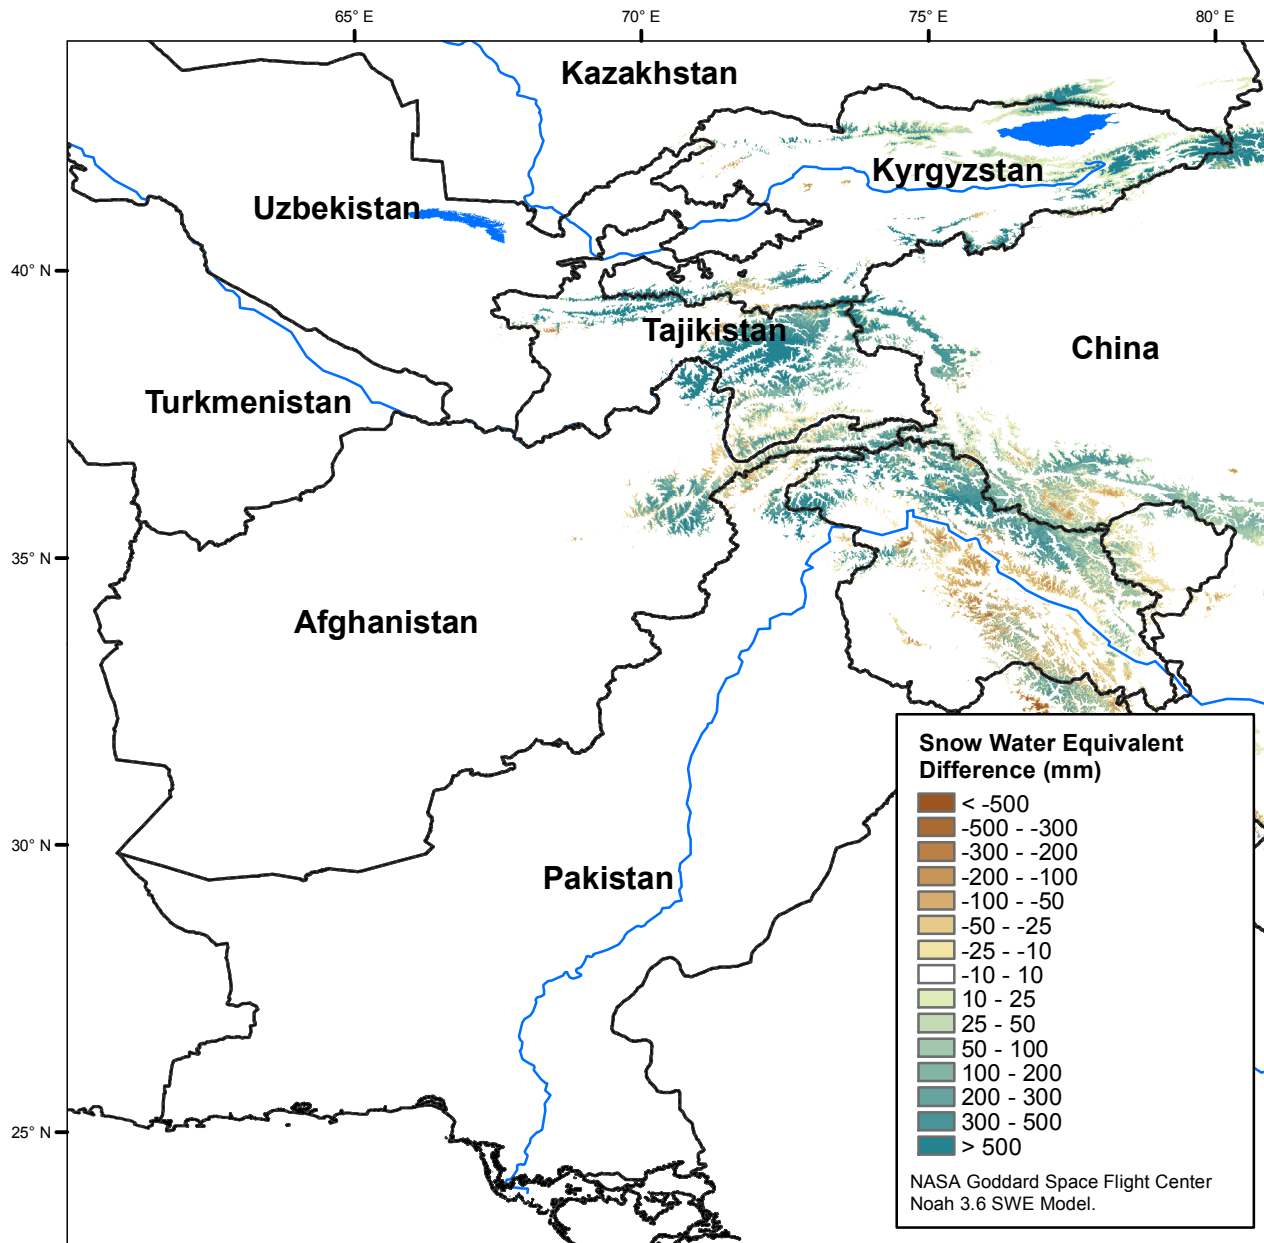 65° E
70° E
75° E
80° E
Kazakhstan
Kyrgyzstan
Uzbekistan
40° N
Tajikistan
China
Turkmenistan
35° N
Afghanistan
Snow Water Equivalent
Difference (mm)
< -500
-500 - -300
-300 - -200
-200 - -100
-100 - -50
-50 - -25
-25 - -10
-10 - 10
10 - 25
25 - 50
50 - 100
100 - 200
200 - 300
300 - 500
> 500
NASA Goddard Space Flight Center
Noah 3.6 SWE Model.
30° N
Pakistan
25° N